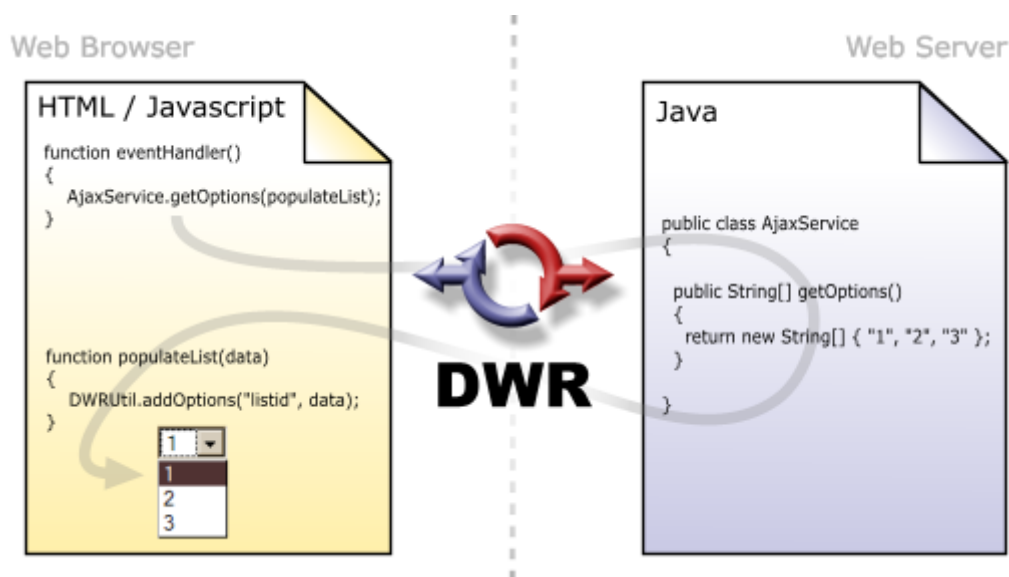 Web Browser
Web Server
HTML / Javascript
function eventHandler()
{
AjaxService.getOptions(populateList);
}
function populateList(data)
{
DWRUtil.addOptions("listid", data);
}
1
1
2
3
DWR
Java
public class AjaxService
{
public String[] getOptions()
{
return new String[] { "1", "2", "3" };
}
}